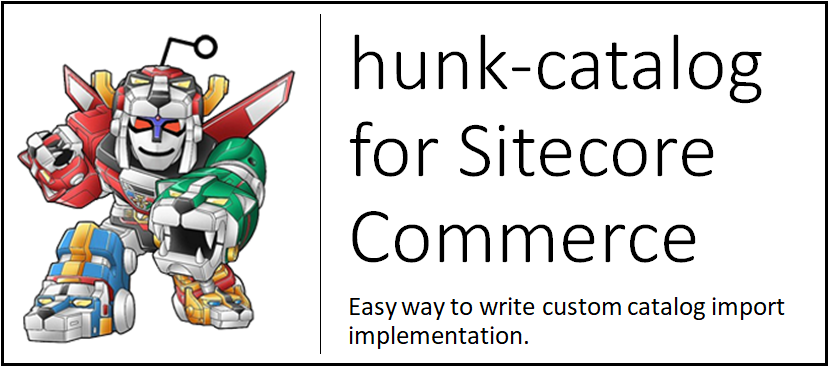 hunk-catalog
for Sitecore
Commerce
Easy way to write custom catalog import
implementation.